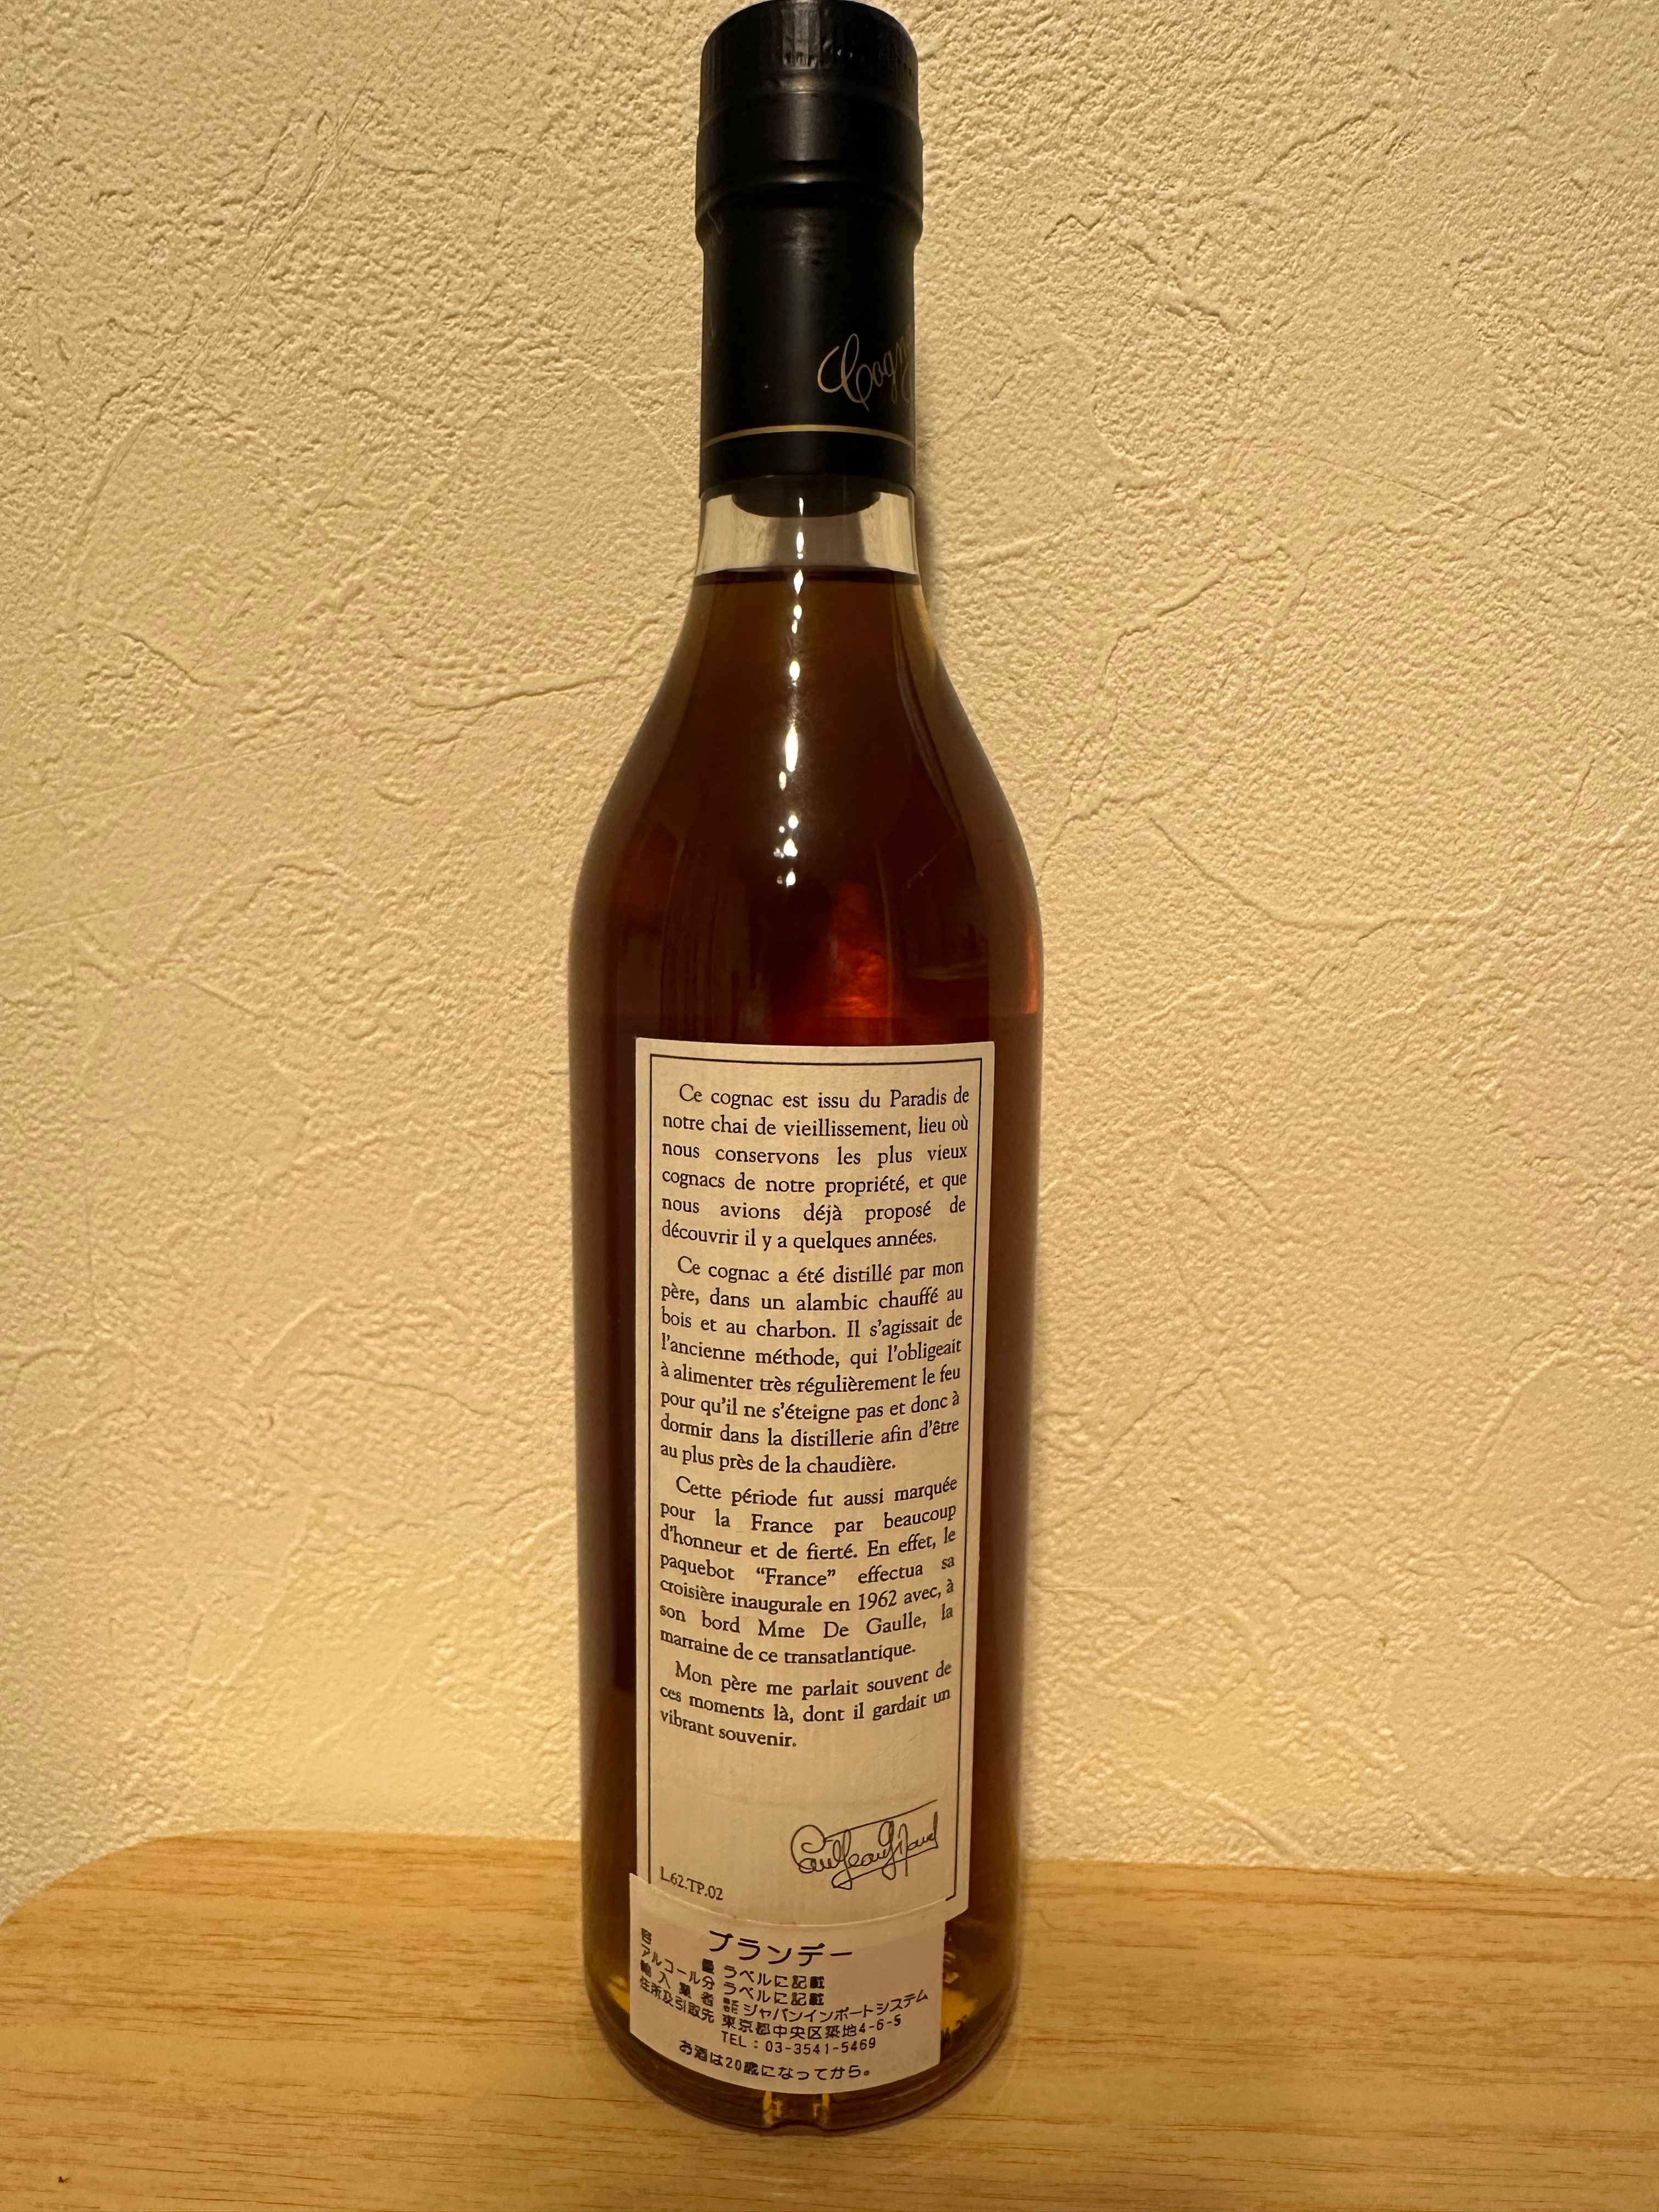 Cogn
Ce cognac est issu du Paradis de
notre chai de vieillissement, lieu où
nous conservons les plus vieux
cognacs de notre propriété, et que
nous avions déjà proposé de
découvrir il y a quelques années.
Ce cognac a été distillé par mon
père, dans un alambic chauffé au
bois et au charbon. Il s'agissait de
l'ancienne méthode, qui l'obligeait
à alimenter très régulièrement le feu
pour qu'il ne s'éteigne pas et donc à
dormir dans la distillerie afin d'être
au plus près de la chaudière.
Cette période fut aussi marquée
pour la France par beaucoup
d'honneur et de fierté. En effet, le
paquebot “France” effectua sa
croisière inaugurale en 1962 avec, à
son bord Mme De Gaulle, la
marraine de ce transatlantique.
Mon père me parlait souvent de
ces moments là, dont il gardait un
vibrant souvenir.
L.62.TP.02
ブランデー
容量 ラベルに記載
アルコール分 ラベルに記載
輸入業者 ジャパンインポートシステム
住所及引取先 東京都中央区築地4-6-5
TEL：03-3541-5469
お酒は20歳になってから。